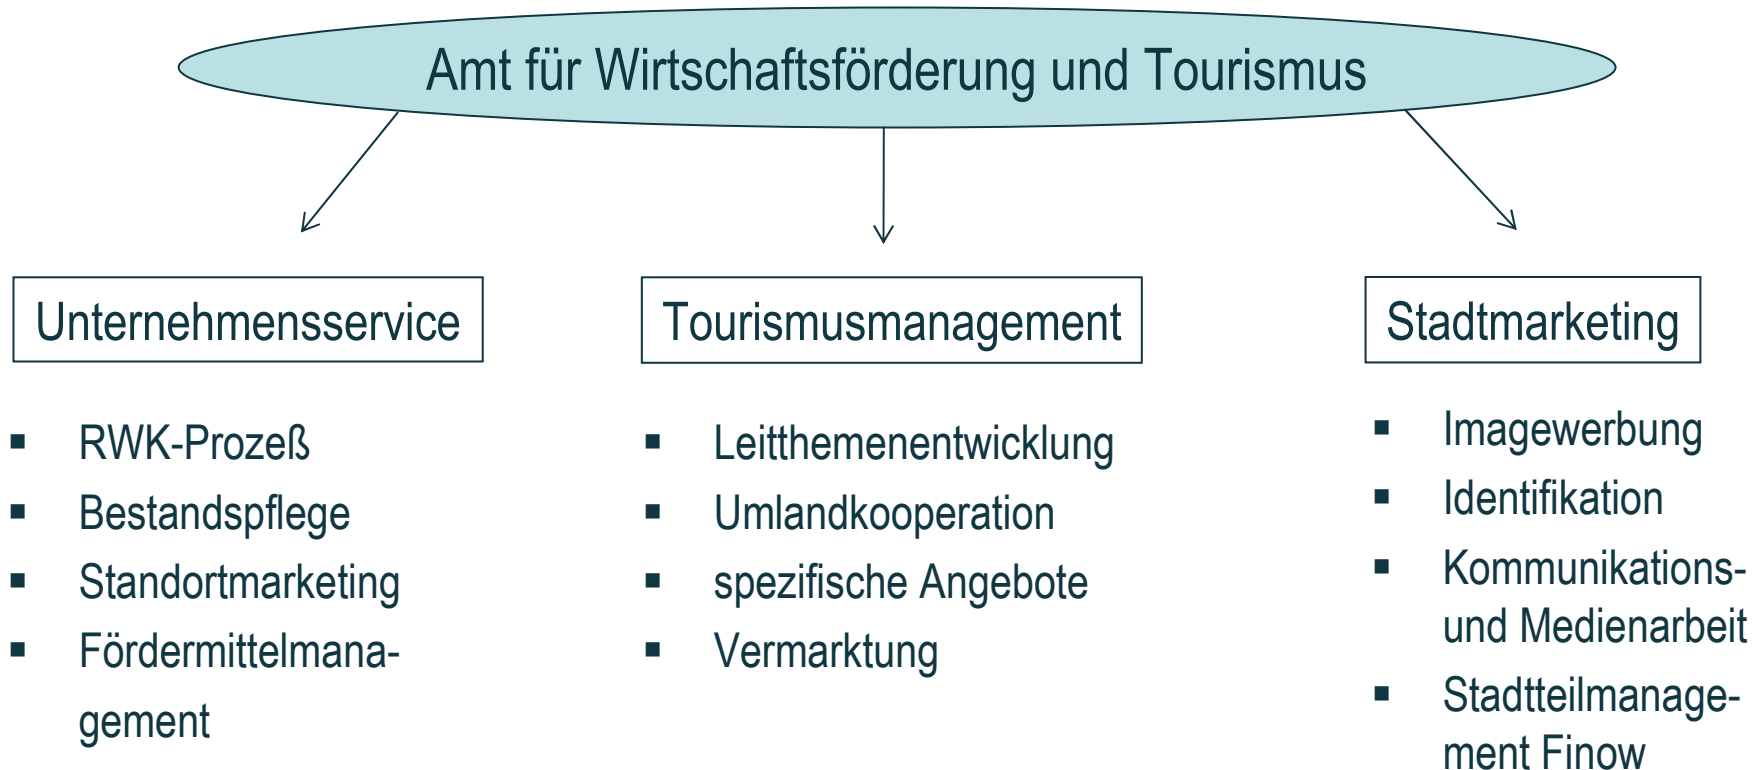 Amt für Wirtschaftsförderung und Tourismus
Unternehmensservice
▪ RWK-Prozeß
▪ Bestandspflege
▪ Standortmarketing
▪ Fördermittelmana-
gement
Tourismusmanagement
▪ Leitthemenentwicklung
▪ Umlandkooperation
▪ spezifische Angebote
▪ Vermarktung
Stadtmarketing
▪ Imagewerbung
▪ Identifikation
▪ Kommunikations-
und Medienarbeit
▪ Stadtteilmanage-
ment Finow